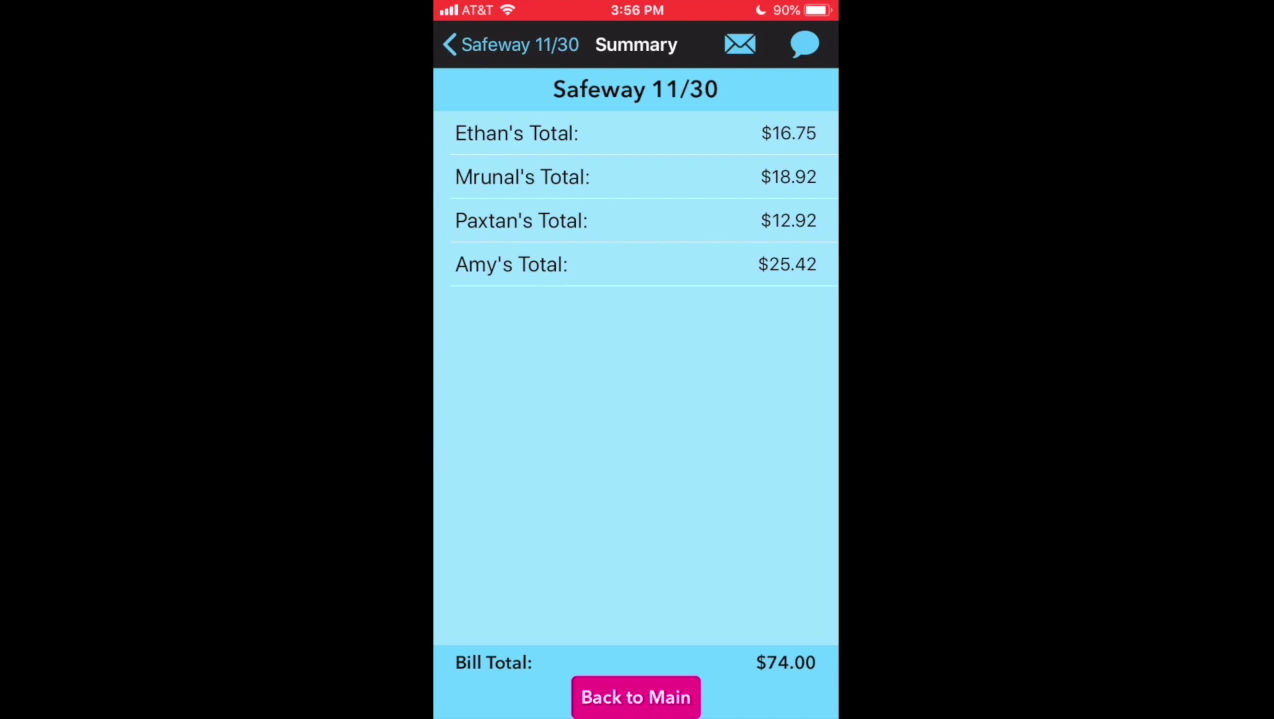 AT&T 3:56 PM 90%
Safeway 11/30 Summary
Safeway 11/30
Ethan's Total: $16.75
Mrunal's Total: $18.92
Paxtan's Total: $12.92
Amy's Total: $25.42
Bill Total: $74.00
Back to Main